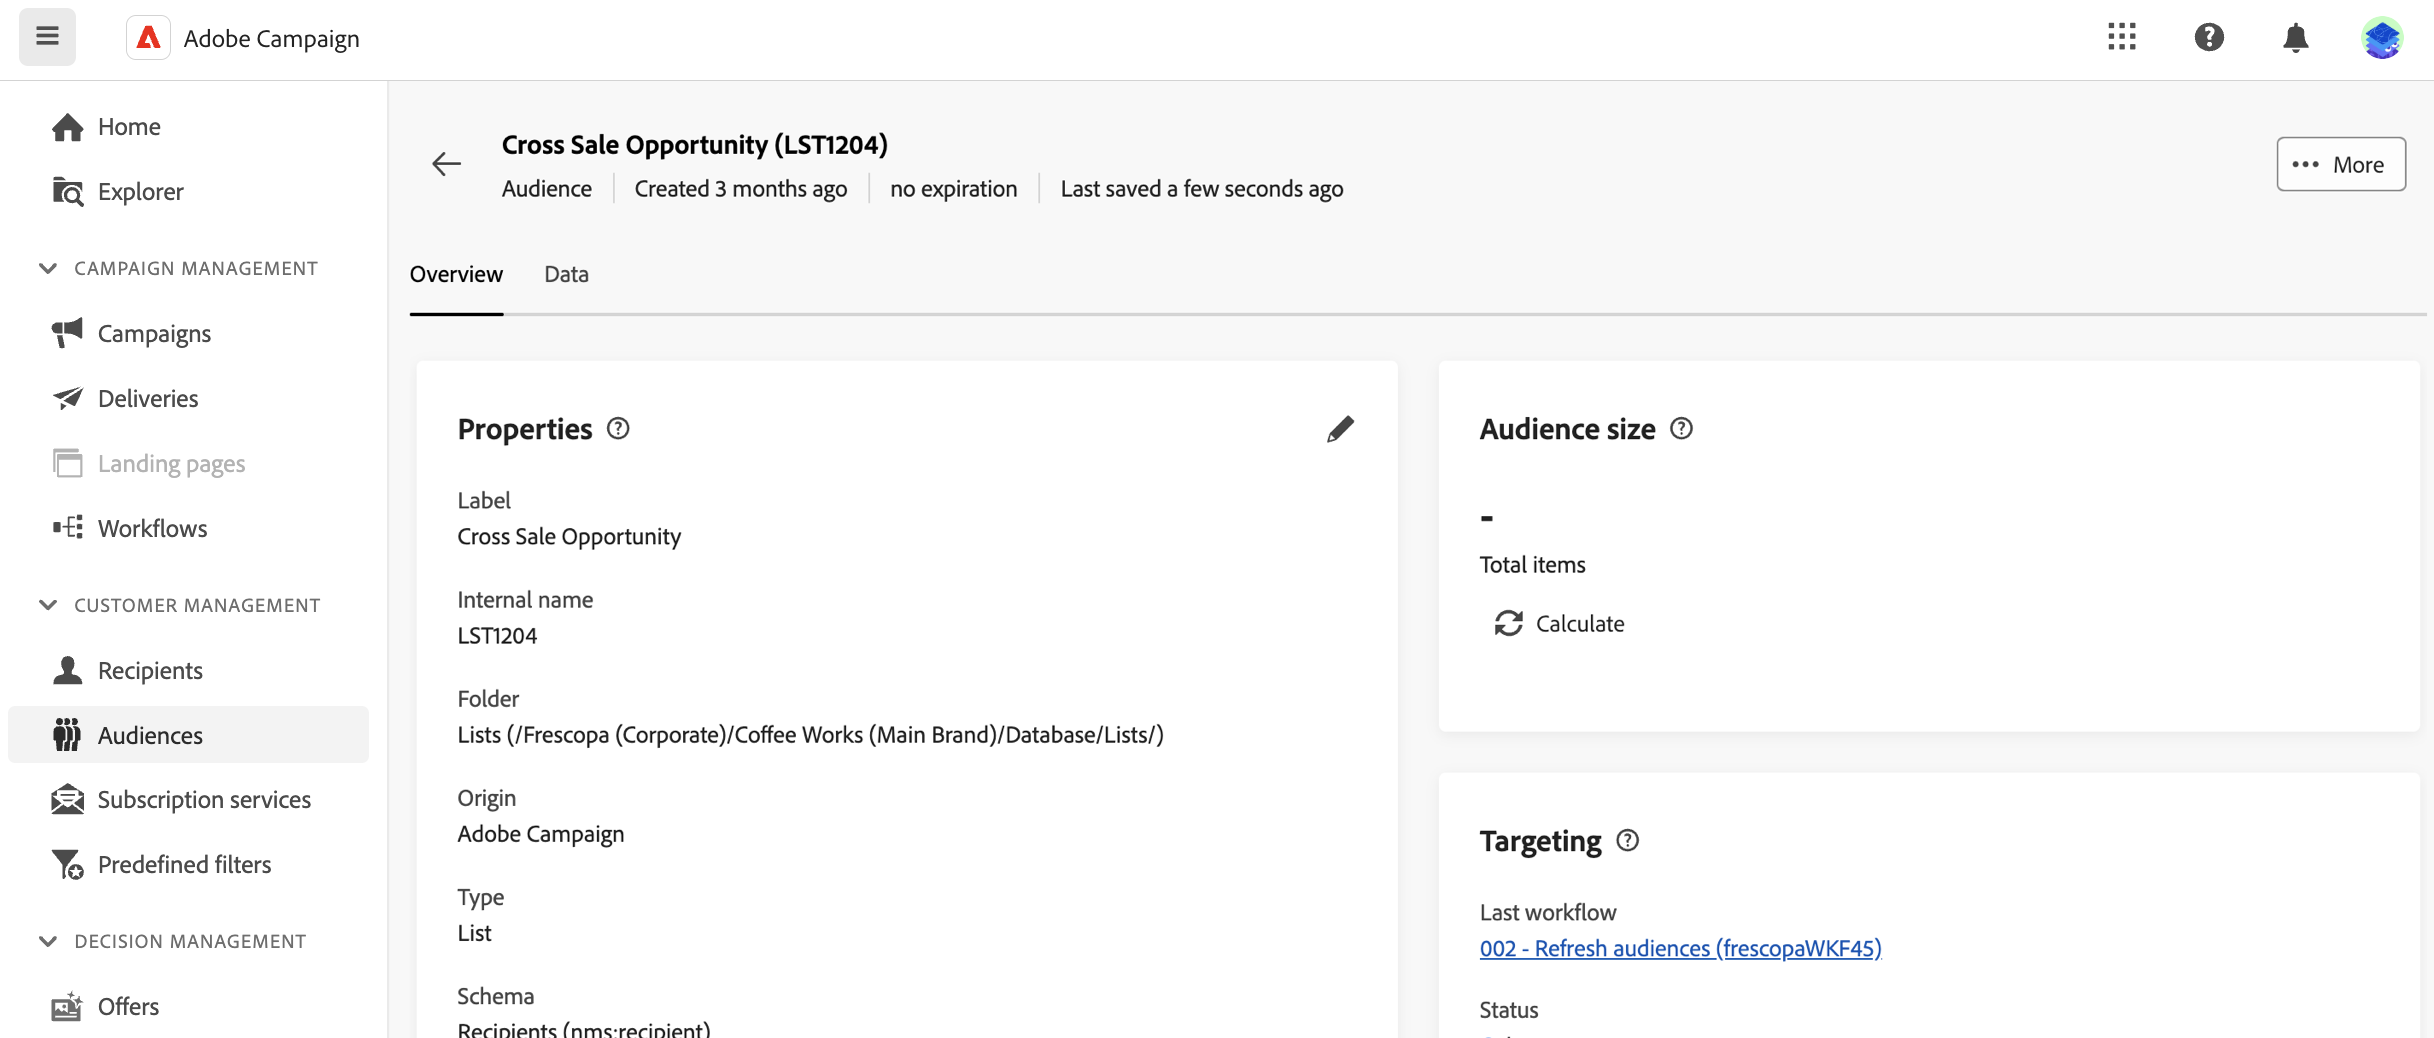 Adobe Campaign
Home
Explorer
CAMPAIGN MANAGEMENT
Campaigns
Deliveries
Landing pages
Workflows
CUSTOMER MANAGEMENT
Recipients
Audiences
Subscription services
Predefined filters
DECISION MANAGEMENT
Offers
Cross Sale Opportunity (LST1204)
Audience Created 3 months ago no expiration Last saved a few seconds ago
More
Overview Data
Properties
Label
Cross Sale Opportunity
Internal name
LST1204
Folder
Lists (/Frescopa (Corporate)/Coffee Works (Main Brand)/Database/Lists/)
Origin
Adobe Campaign
Type
List
Schema
Recipients (nms:recipient)
Audience size
-
Total items
Calculate
Targeting
Last workflow
002 - Refresh audiences (frescopaWKF45)
Status